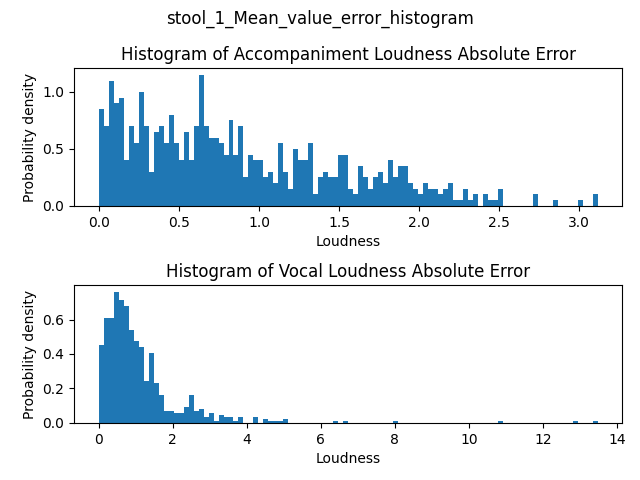 stool_1_Mean_value_error_histogram
Histogram of Accompaniment Loudness Absolute Error
Probability density
1.0
0.5
0.0
0.0 0.5 1.0 1.5 2.0 2.5 3.0
Loudness
Histogram of Vocal Loudness Absolute Error
Probability density
0.6
0.4
0.2
0.0
0 2 4 6 8 10 12 14
Loudness